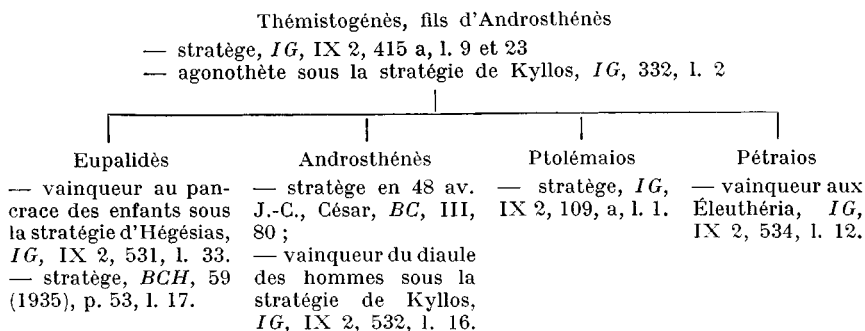 Thémistogénès, fils d'Androsthénès
— stratège, IG, IX 2, 415 a, l. 9 et 23
— agonothète sous la stratégie de Kyllos, IG, 332, l. 2
Eupalidès
— vainqueur au pan-
crace des enfants sous
la stratégie d'Hégésias,
IG, IX 2, 531, l. 33.
— stratège, BCH, 59
(1935), p. 53, l. 17.
Androsthénès
— stratège en 48 av.
J.-C., César, BC, III,
80 ;
— vainqueur du diaule
des hommes sous la
stratégie de Kyllos,
IG, IX 2, 532, l. 16.
Ptolémaios
— stratège, IG,
IX 2, 109, a, l. 1.
Pétraios
— vainqueur aux
Éleuthéria, IG,
IX 2, 534, l. 12.